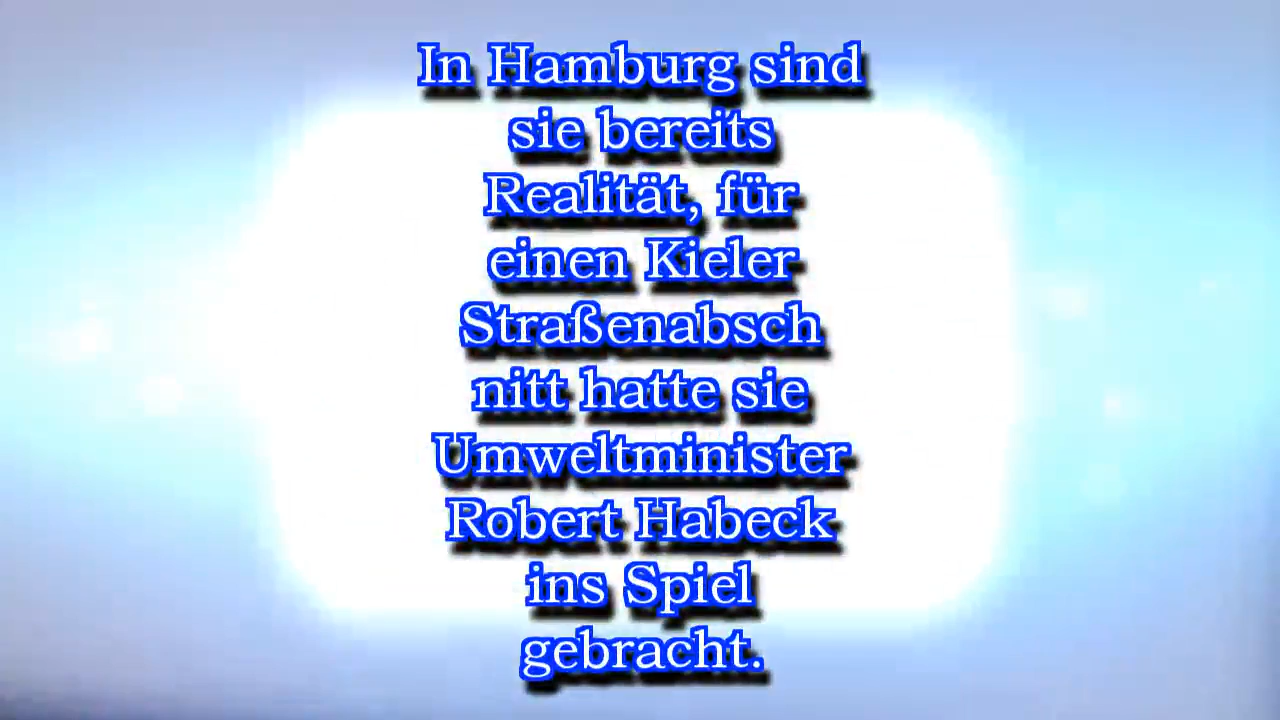 In Hamburg sind
sie bereits
Realität, für
einen Kieler
Straßenabsch
nitt hatte sie
Umweltminister
Robert Habeck
ins Spiel
gebracht.